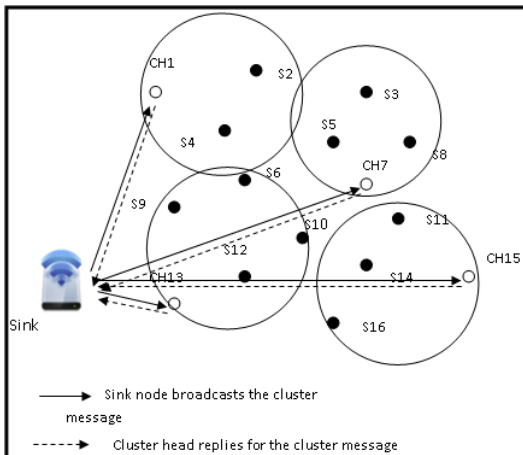 CH1
S2
S3
S4
S5
S8
CH7
S6
S9
S10
S11
S12
CH13
S14
CH15
S16
Sink
Sink node broadcasts the cluster
message
Cluster head replies for the cluster message